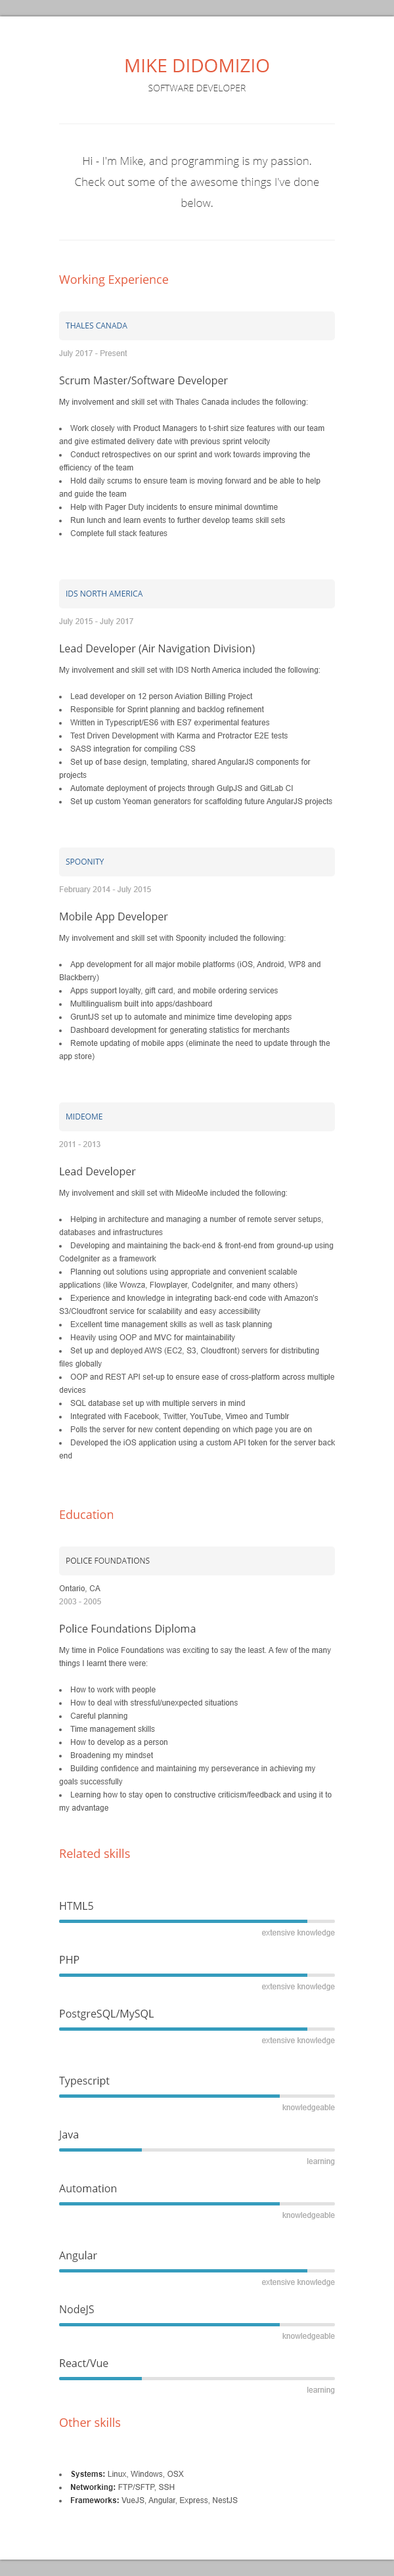 MIKE DIDOMIZIO
SOFTWARE DEVELOPER
Hi - I'm Mike, and programming is my passion.
Check out some of the awesome things I've done
below.
Working Experience
THALES CANADA
July 2017 - Present
Scrum Master/Software Developer
My involvement and skill set with Thales Canada includes the following:
• Work closely with Product Managers to t-shirt size features with our team
and give estimated delivery date with previous sprint velocity
• Conduct retrospectives on our sprint and work towards improving the
efficiency of the team
• Hold daily scrums to ensure team is moving forward and be able to help
and guide the team
• Help with Pager Duty incidents to ensure minimal downtime
• Run lunch and learn events to further develop teams skill sets
• Complete full stack features
IDS NORTH AMERICA
July 2015 - July 2017
Lead Developer (Air Navigation Division)
My involvement and skill set with IDS North America included the following:
• Lead developer on 12 person Aviation Billing Project
• Responsible for Sprint planning and backlog refinement
• Written in Typescript/ES6 with ES7 experimental features
• Test Driven Development with Karma and Protractor E2E tests
• SASS integration for compiling CSS
• Set up of base design, templating, shared AngularJS components for
projects
• Automate deployment of projects through GulpJS and GitLab CI
• Set up custom Yeoman generators for scaffolding future AngularJS projects
SPOONITY
February 2014 - July 2015
Mobile App Developer
My involvement and skill set with Spoonity included the following:
• App development for all major mobile platforms (iOS, Android, WP8 and
Blackberry)
• Apps support loyalty, gift card, and mobile ordering services
• Multilingualism built into apps/dashboard
• GruntJS set up to automate and minimize time developing apps
• Dashboard development for generating statistics for merchants
• Remote updating of mobile apps (eliminate the need to update through the
app store)
MIDEOME
2011 - 2013
Lead Developer
My involvement and skill set with MideoMe included the following:
• Helping in architecture and managing a number of remote server setups,
databases and infrastructures
• Developing and maintaining the back-end & front-end from ground-up using
CodeIgniter as a framework
• Planning out solutions using appropriate and convenient scalable
applications (like Wowza, Flowplayer, CodeIgniter, and many others)
• Experience and knowledge in integrating back-end code with Amazon's
S3/Cloudfront service for scalability and easy accessibility
• Excellent time management skills as well as task planning
• Heavily using OOP and MVC for maintainability
• Set up and deployed AWS (EC2, S3, Cloudfront) servers for distributing
files globally
• OOP and REST API set-up to ensure ease of cross-platform across multiple
devices
• SQL database set up with multiple servers in mind
• Integrated with Facebook, Twitter, YouTube, Vimeo and Tumblr
• Polls the server for new content depending on which page you are on
• Developed the iOS application using a custom API token for the server back
end
Education
POLICE FOUNDATIONS
Ontario, CA
2003 - 2005
Police Foundations Diploma
My time in Police Foundations was exciting to say the least. A few of the many
things I learnt there were:
• How to work with people
• How to deal with stressful/unexpected situations
• Careful planning
• Time management skills
• How to develop as a person
• Broadening my mindset
• Building confidence and maintaining my perseverance in achieving my
goals successfully
• Learning how to stay open to constructive criticism/feedback and using it to
my advantage
Related skills
HTML5
extensive knowledge
PHP
extensive knowledge
PostgreSQL/MySQL
extensive knowledge
Typescript
knowledgeable
Java
learning
Automation
knowledgeable
Angular
extensive knowledge
NodeJS
knowledgeable
React/Vue
learning
Other skills
• Systems: Linux, Windows, OSX
• Networking: FTP/SFTP, SSH
• Frameworks: VueJS, Angular, Express, NestJS